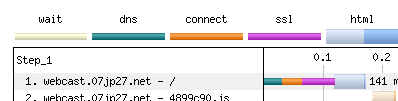 wait dns connect ssl html
Step_1 0.1 0.2
1. webcast.07jp27.net - / 141 m
2. webcast.07jp27.net - 4899c90.js